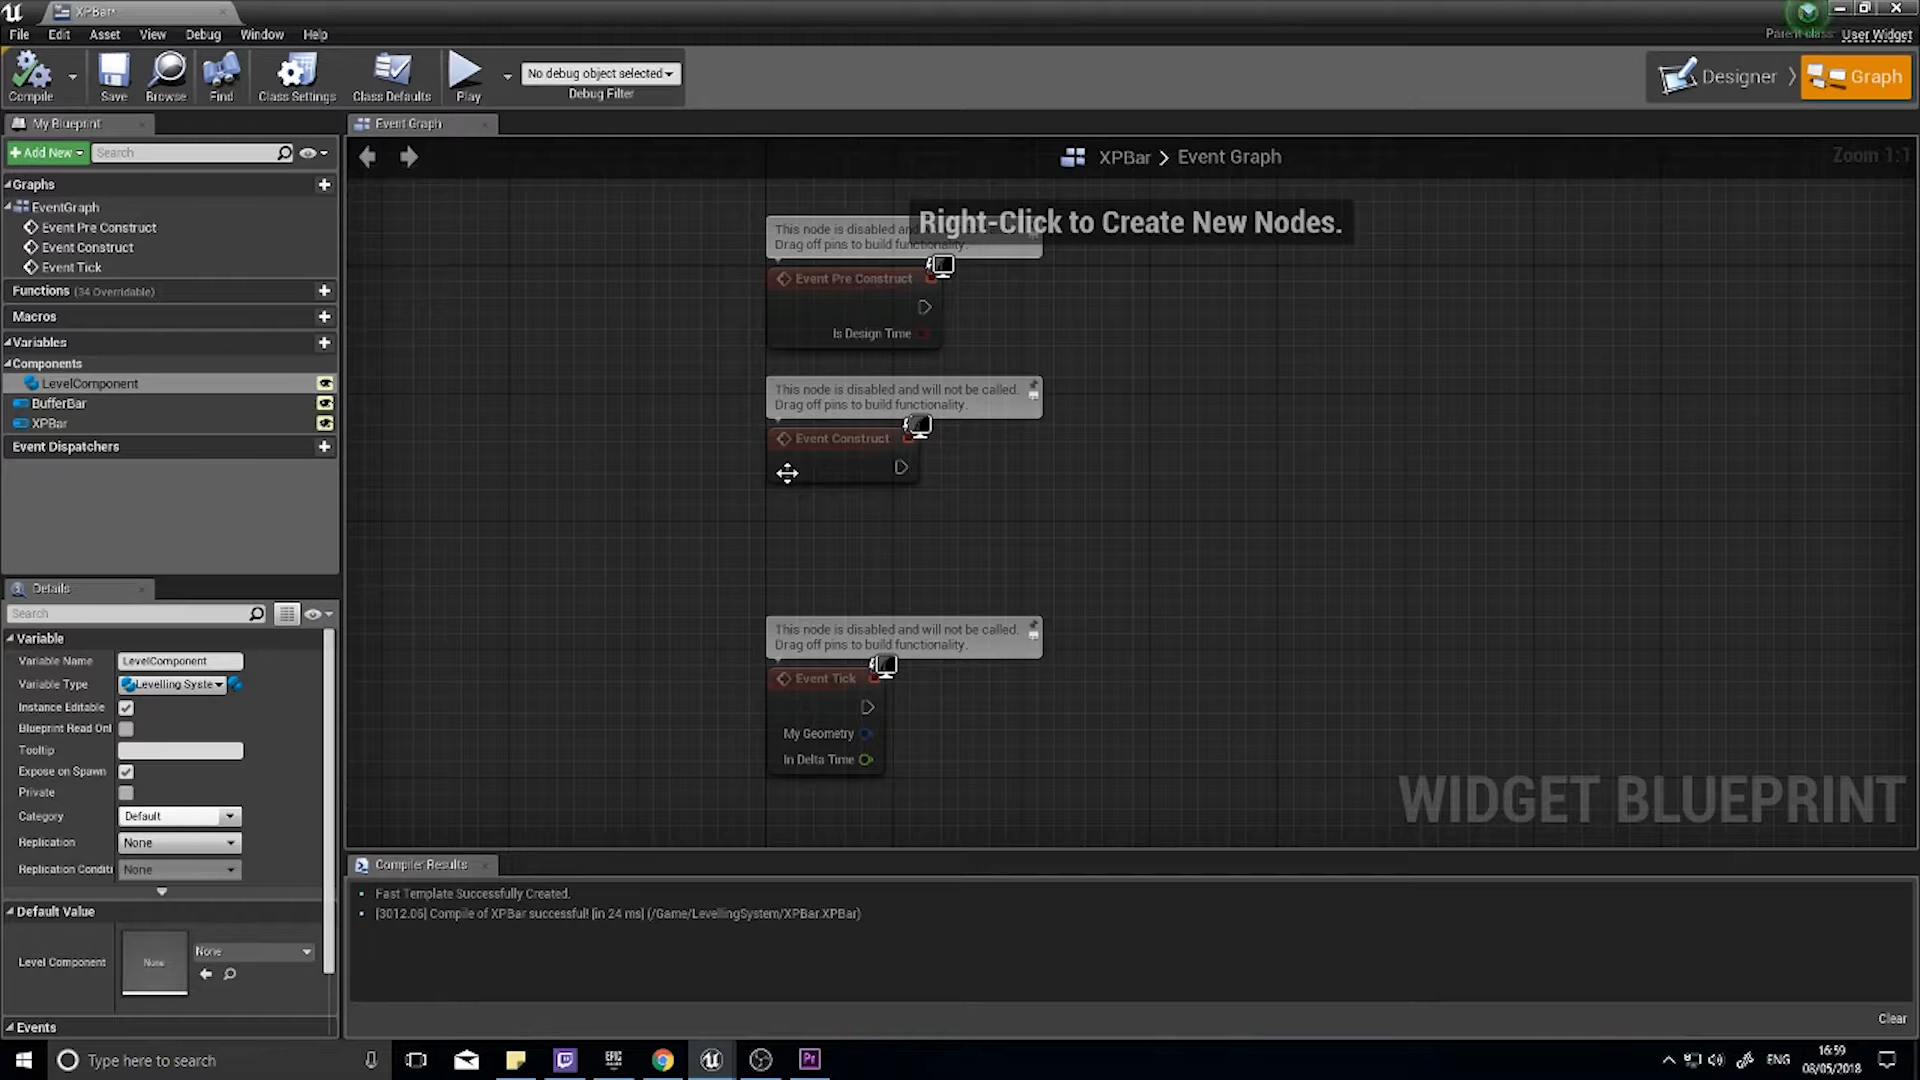 XPBar*
File Edit Asset View Debug Window Help
Parent class: User Widget
Compile Save Browse Find Class Settings Class Defaults Play
No debug object selected
Debug Filter
Designer Graph
My Blueprint
Event Graph
Add New Search
XPBar > Event Graph
Zoom 1:1
Graphs
EventGraph
Event Pre Construct
Event Construct
Event Tick
Functions (34 Overridable)
Macros
Variables
Components
LevelComponent
BufferBar
XPBar
Event Dispatchers
Right-Click to Create New Nodes.
This node is disabled and
Drag off pins to build functionality.
Event Pre Construct
Is Design Time
This node is disabled and will not be called.
Drag off pins to build functionality.
Event Construct
This node is disabled and will not be called.
Drag off pins to build functionality.
Event Tick
My Geometry
In Delta Time
WIDGET BLUEPRINT
Details
Search
Variable
Variable Name LevelComponent
Variable Type Levelling Syste
Instance Editable
Blueprint Read Onl
Tooltip
Expose on Spawn
Private
Category Default
Replication None
Replication Conditi None
Default Value
Level Component None None
Events
Compiler Results
Fast Template Successfully Created.
[3012.06] Compile of XPBar successful! [in 24 ms] (/Game/LevellingSystem/XPBar.XPBar)
Clear
Type here to search
EPIC
Pr
ENG
16:59
08/05/2018